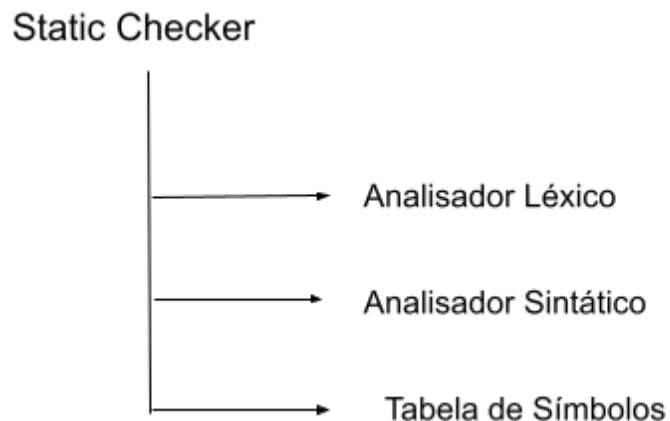 Static Checker
Analisador Léxico
Analisador Sintático
Tabela de Símbolos